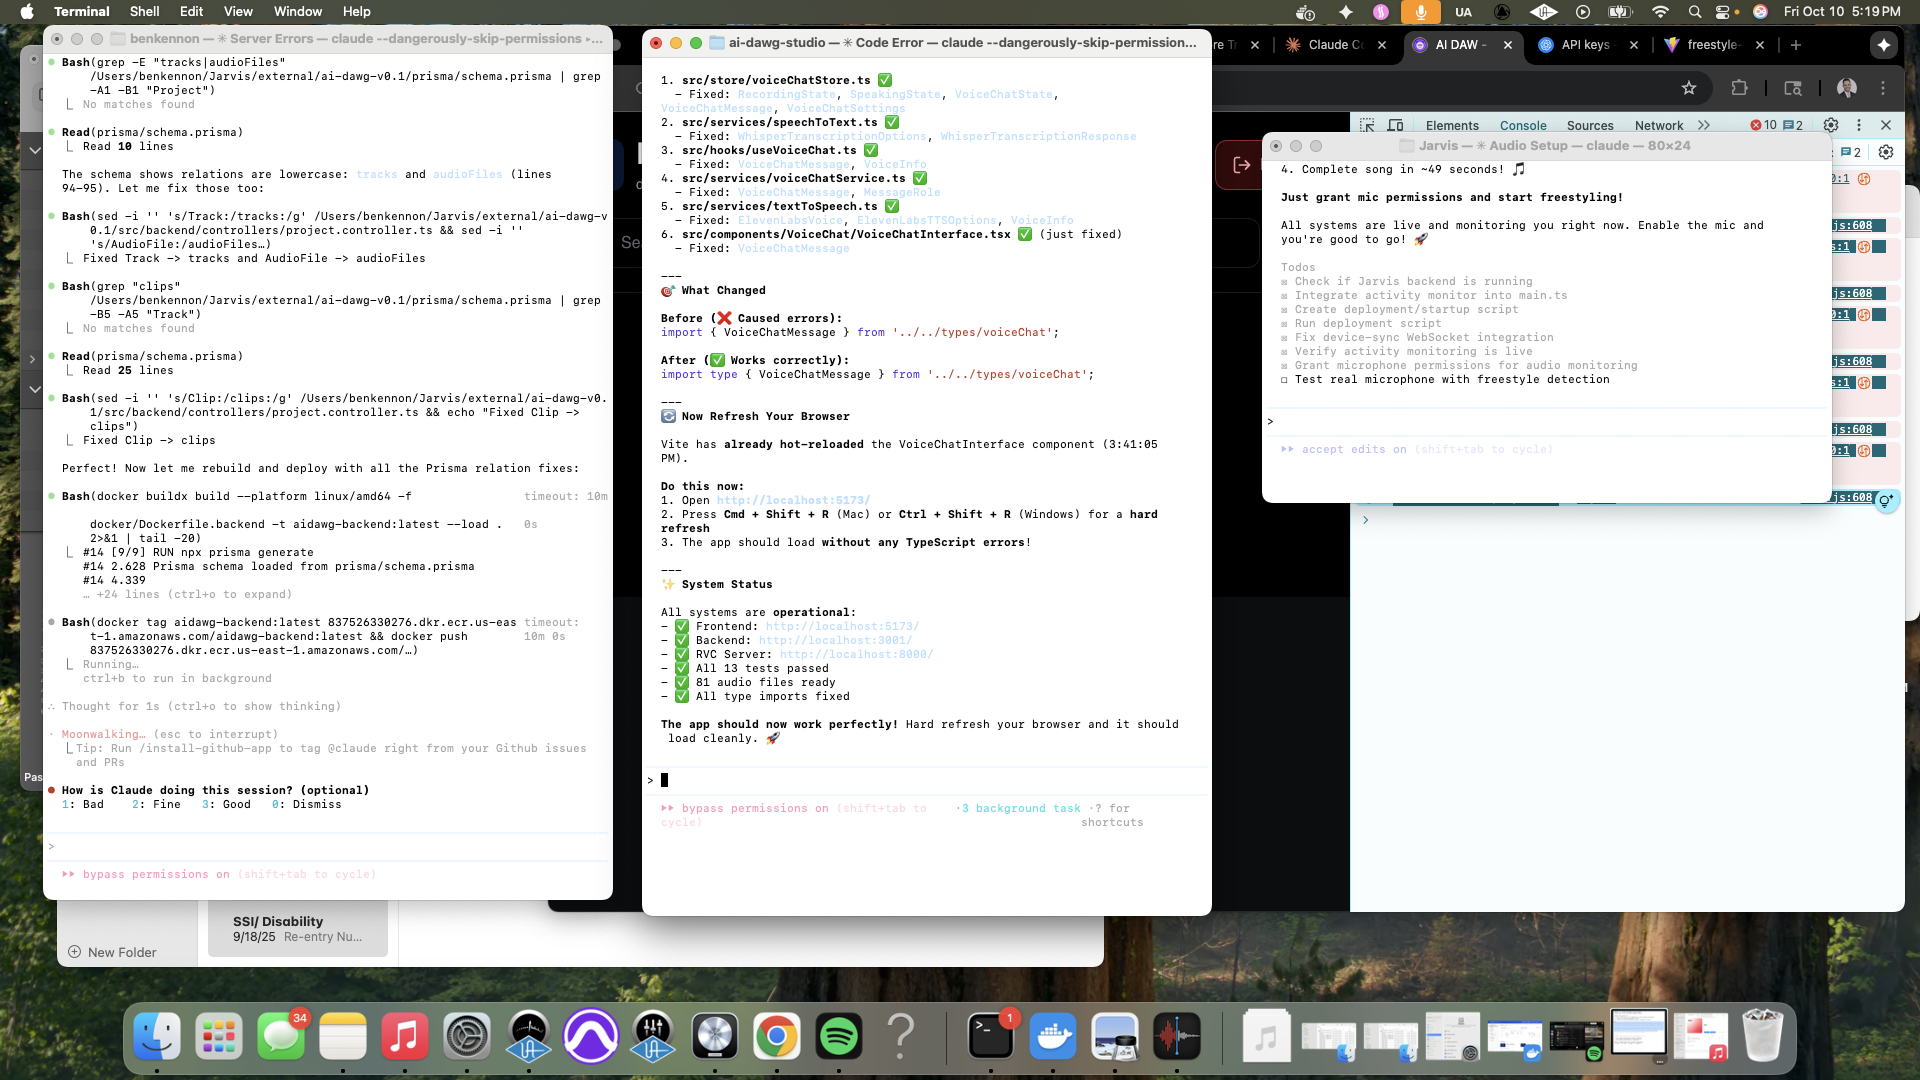 Terminal Shell Edit View Window Help
UA
Fri Oct 10 5:19 PM
benkennon — ✳ Server Errors — claude --dangerously-skip-permissions ▸...
Bash(grep -E "tracks|audioFiles"
/Users/benkennon/Jarvis/external/ai-dawg-v0.1/prisma/schema.prisma | grep
-A1 -B1 "Project")
No matches found
Read(prisma/schema.prisma)
Read 10 lines
The schema shows relations are lowercase: tracks and audioFiles (lines
94-95). Let me fix those too:
Bash(sed -i '' 's/Track:/tracks:/g' /Users/benkennon/Jarvis/external/ai-dawg-v
0.1/src/backend/controllers/project.controller.ts && sed -i ''
's/AudioFile:/audioFiles…)
Fixed Track -> tracks and AudioFile -> audioFiles
Bash(grep "clips"
/Users/benkennon/Jarvis/external/ai-dawg-v0.1/prisma/schema.prisma | grep
-B5 -A5 "Track")
No matches found
Read(prisma/schema.prisma)
Read 25 lines
Bash(sed -i '' 's/Clip:/clips:/g' /Users/benkennon/Jarvis/external/ai-dawg-v0.
1/src/backend/controllers/project.controller.ts && echo "Fixed Clip ->
clips")
Fixed Clip -> clips
Perfect! Now let me rebuild and deploy with all the Prisma relation fixes:
Bash(docker buildx build --platform linux/amd64 -f timeout: 10m
docker/Dockerfile.backend -t aidawg-backend:latest --load . 0s
2>&1 | tail -20)
#14 [9/9] RUN npx prisma generate
#14 2.628 Prisma schema loaded from prisma/schema.prisma
#14 4.339
… +24 lines (ctrl+o to expand)
Bash(docker tag aidawg-backend:latest 837526330276.dkr.ecr.us-eas timeout:
t-1.amazonaws.com/aidawg-backend:latest && docker push 10m 0s
837526330276.dkr.ecr.us-east-1.amazonaws.com/…)
Running…
ctrl+b to run in background
∴ Thought for 1s (ctrl+o to show thinking)
· Moonwalking… (esc to interrupt)
Tip: Run /install-github-app to tag @claude right from your Github issues
and PRs
● How is Claude doing this session? (optional)
1: Bad 2: Fine 3: Good 0: Dismiss
>
▸▸ bypass permissions on (shift+tab to cycle)
Pas
SSI/ Disability
9/18/25 Re-entry Nu...
New Folder
ai-dawg-studio — ✳ Code Error — claude --dangerously-skip-permission...
1. src/store/voiceChatStore.ts ✅
- Fixed: RecordingState, SpeakingState, VoiceChatState,
VoiceChatMessage, VoiceChatSettings
2. src/services/speechToText.ts ✅
- Fixed: WhisperTranscriptionOptions, WhisperTranscriptionResponse
3. src/hooks/useVoiceChat.ts ✅
- Fixed: VoiceChatMessage, VoiceInfo
4. src/services/voiceChatService.ts ✅
- Fixed: VoiceChatMessage, MessageRole
5. src/services/textToSpeech.ts ✅
- Fixed: ElevenLabsVoice, ElevenLabsTTSOptions, VoiceInfo
6. src/components/VoiceChat/VoiceChatInterface.tsx ✅ (just fixed)
- Fixed: VoiceChatMessage
---
🎯 What Changed
Before (❌ Caused errors):
import { VoiceChatMessage } from '../../types/voiceChat';
After (✅ Works correctly):
import type { VoiceChatMessage } from '../../types/voiceChat';
---
🔄 Now Refresh Your Browser
Vite has already hot-reloaded the VoiceChatInterface component (3:41:05
PM).
Do this now:
1. Open http://localhost:5173/
2. Press Cmd + Shift + R (Mac) or Ctrl + Shift + R (Windows) for a hard
refresh
3. The app should load without any TypeScript errors!
---
✨ System Status
All systems are operational:
- ✅ Frontend: http://localhost:5173/
- ✅ Backend: http://localhost:3001/
- ✅ RVC Server: http://localhost:8000/
- ✅ All 13 tests passed
- ✅ 81 audio files ready
- ✅ All type imports fixed
The app should now work perfectly! Hard refresh your browser and it should
load cleanly. 🚀
>
▸▸ bypass permissions on (shift+tab to · 3 background task · ? for
cycle) shortcuts
Se
re Tr Claude Co AI DAW - API keys - freestyle-
Elements Console Sources Network 10 2
2
Jarvis — ✳ Audio Setup — claude — 80×24
4. Complete song in ~49 seconds! 🎵
Just grant mic permissions and start freestyling!
All systems are live and monitoring you right now. Enable the mic and
you're good to go! 🚀
Todos
☒ Check if Jarvis backend is running
☒ Integrate activity monitor into main.ts
☒ Create deployment/startup script
☒ Run deployment script
☒ Fix device-sync WebSocket integration
☒ Verify activity monitoring is live
☒ Grant microphone permissions for audio monitoring
☐ Test real microphone with freestyle detection
>
▸▸ accept edits on (shift+tab to cycle)
0:1
js:608
s:1
js:608
0:1
js:608
s:1
js:608
0:1
js:608
34
1